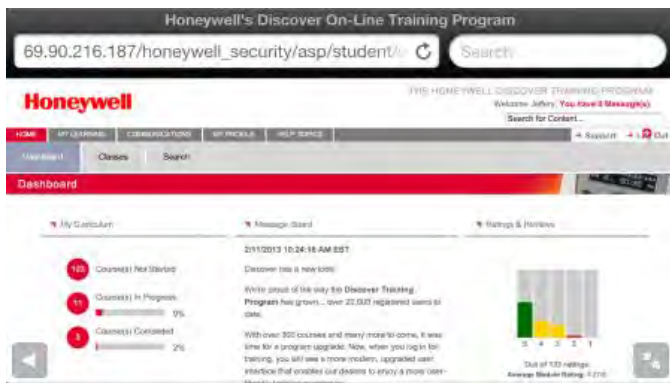 Honeywell's Discover On-Line Training Program
69.90.216.187/honeywell_security/asp/student/
Search
Honeywell
THE HONEYWELL DISCOVER TRAINING PROGRAM
Welcome Jeffery, You have 0 Message(s)
Search for Content...
HOME MY LEARNING COMMUNICATIONS MY PROFILE HELP TOPICS
Support Out
Dashboard Classes Search
Dashboard
My Curriculum
Message Board
Ratings & Reviews
2/11/2013 10:24:18 AM EST
Discover has a new look!
We're proud of the way the Discover Training
Program has grown... over 20,000 registered users to
date.
With over 300 courses and many more to come, it was
time for a program upgrade. Now, when you log in for
training, you will see a more modern, upgraded user
interface that enables our dealers to enjoy a more user-
Course(s) Not Started
11
Course(s) In Progress
9%
3
Course(s) Completed
2%
5 4 3 2 1
Out of 133 ratings
Average Module Rating: